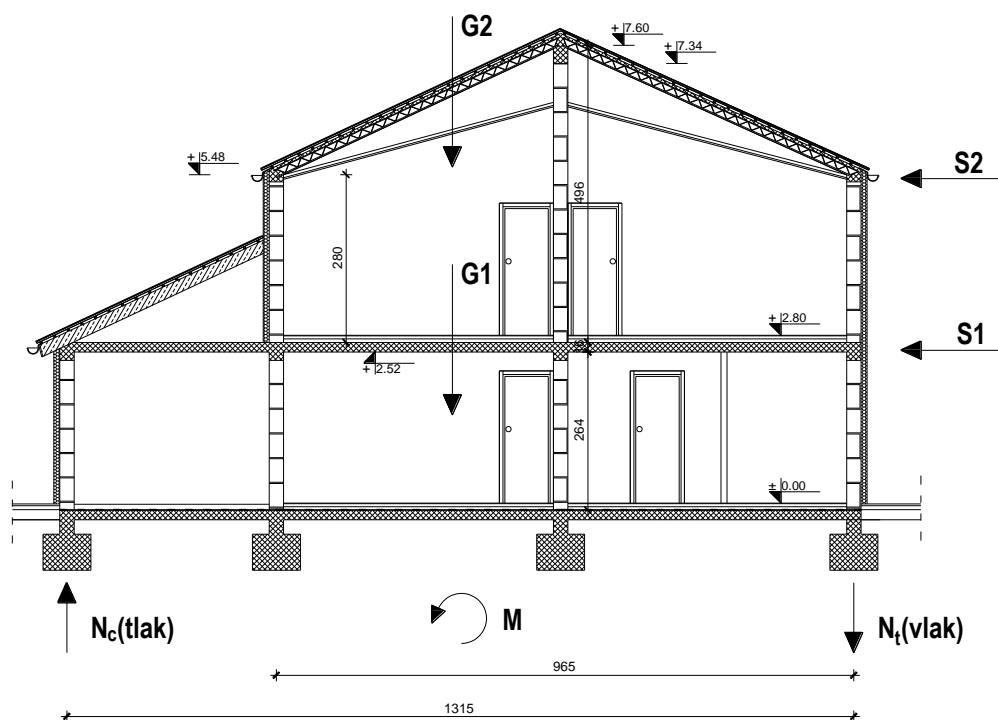 G2
+ 7.60
+ 7.34
+ 5.48
S2
496
280
G1
+ 2.80
S1
16
+ 2.52
264
± 0.00
Nc(tlak)
M
Nt(vlak)
965
1315